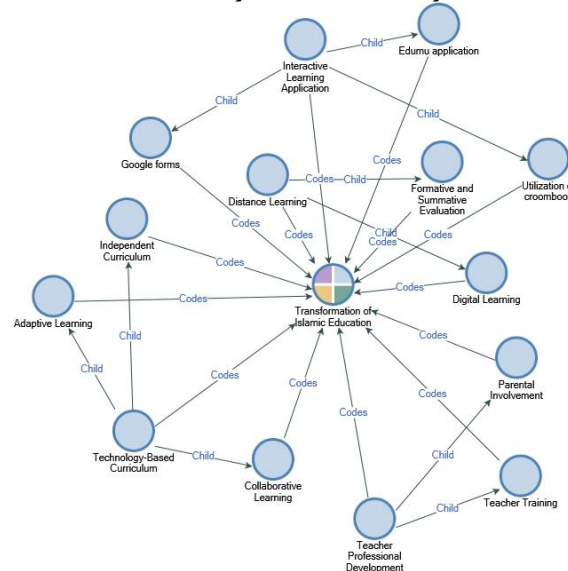 Edumu application
Child
Interactive
Learning
Application
Child
Child
Google forms
Codes
Codes
Child
Distance Learning
Formative and
Summative
Evaluation
Utilization
croomboo
Codes
Codes
Child
Codes
Codes
Independent
Curriculum
Codes
Digital Learning
Codes
Adaptive Learning
Codes
Transformation of
Islamic Education
Child
Codes
Child
Codes
Codes
Parental
Involvement
Codes
Codes
Technology-Based
Curriculum
Child
Collaborative
Learning
Child
Teacher Training
Child
Teacher
Professional
Development